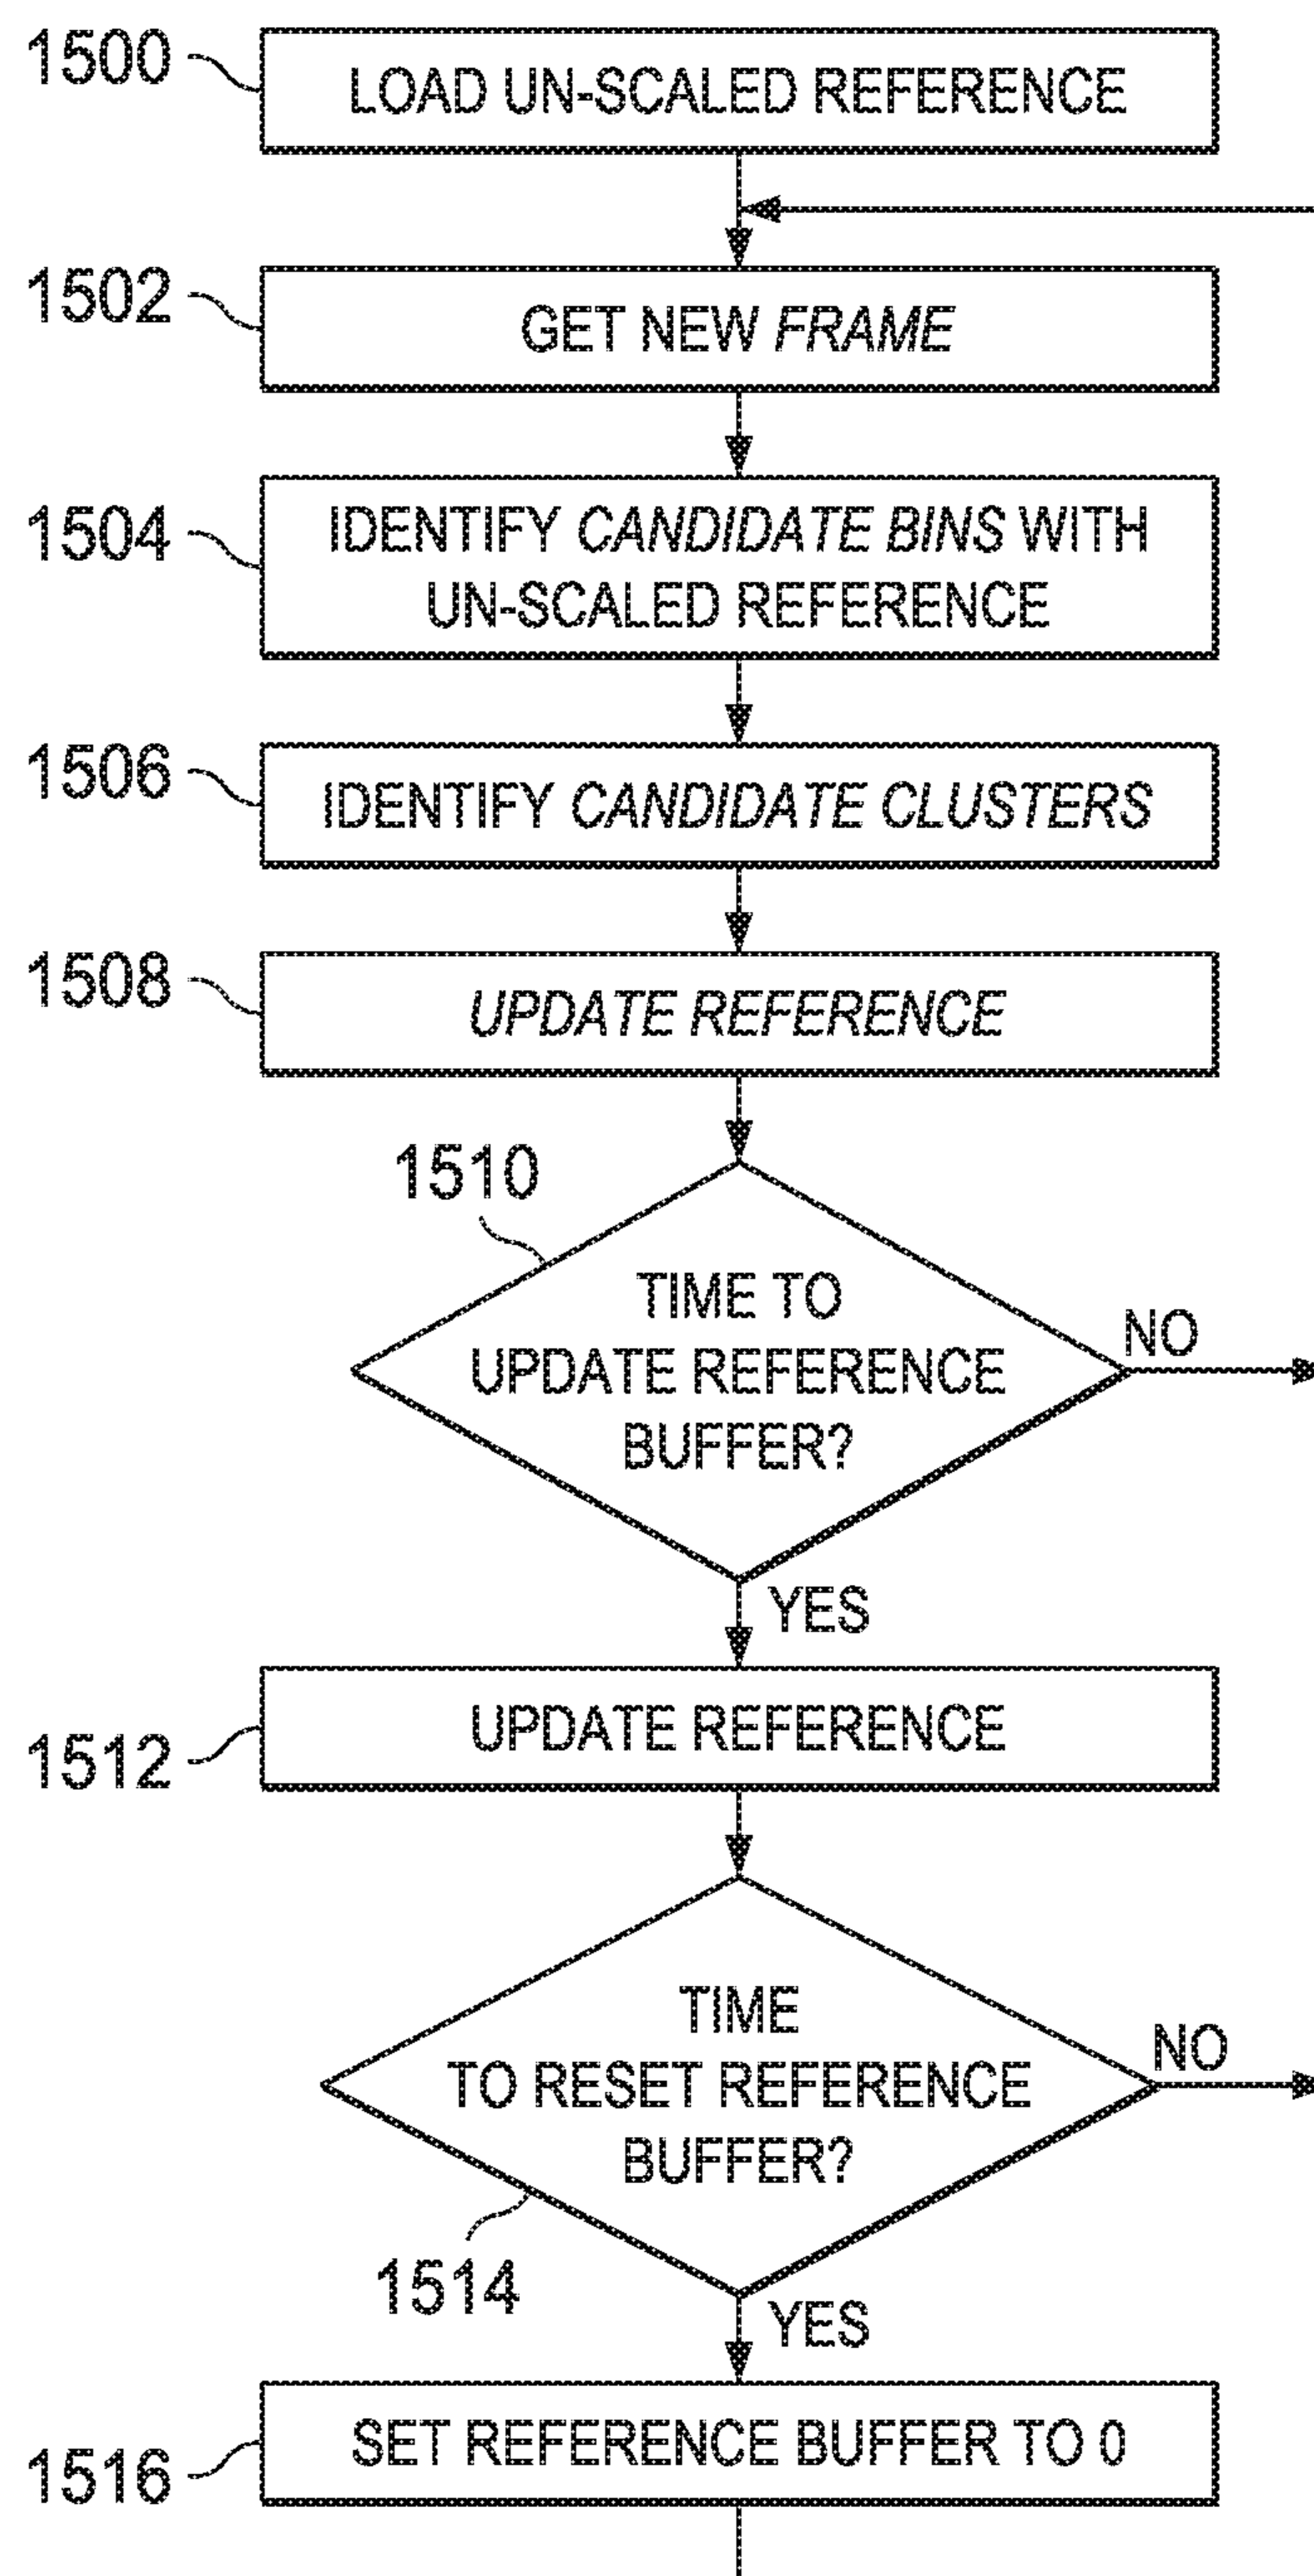 1500
LOAD UN-SCALED REFERENCE
1502
GET NEW FRAME
1504
IDENTIFY CANDIDATE BINS WITH
UN-SCALED REFERENCE
1506
IDENTIFY CANDIDATE CLUSTERS
1508
UPDATE REFERENCE
1510
TIME TO
UPDATE REFERENCE
BUFFER?
NO
YES
1512
UPDATE REFERENCE
TIME
TO RESET REFERENCE
BUFFER?
NO
1514
YES
1516
SET REFERENCE BUFFER TO 0